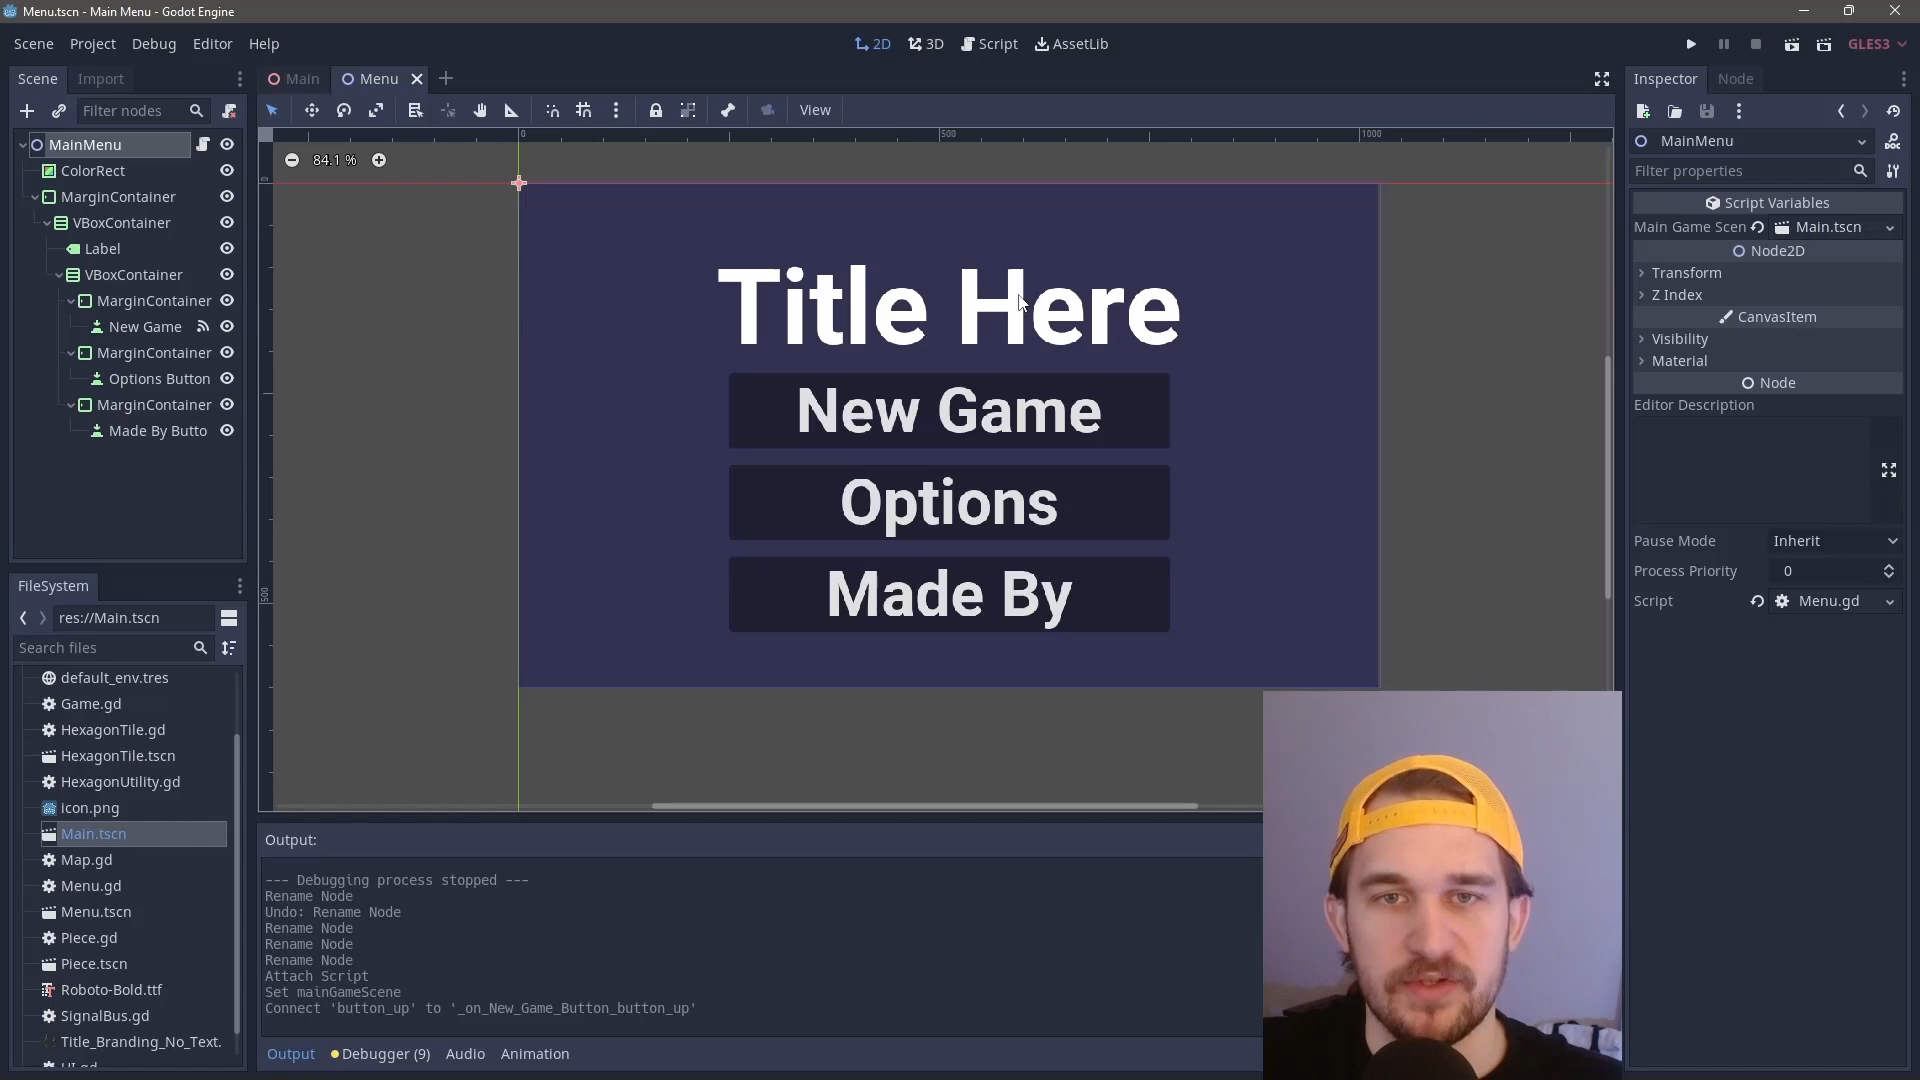 Menu.tscn - Main Menu - Godot Engine
Scene Project Debug Editor Help
2D 3D Script AssetLib
GLES3
Scene Import
Filter nodes
MainMenu
ColorRect
MarginContainer
VBoxContainer
Label
VBoxContainer
MarginContainer
New Game
MarginContainer
Options Button
MarginContainer
Made By Butto
FileSystem
res://Main.tscn
Search files
default_env.tres
Game.gd
HexagonTile.gd
HexagonTile.tscn
HexagonUtility.gd
icon.png
Main.tscn
Map.gd
Menu.gd
Menu.tscn
Piece.gd
Piece.tscn
Roboto-Bold.ttf
SignalBus.gd
Title_Branding_No_Text.
UI.gd
Main Menu
View
0 500 1000
84.1 %
0
500
Title Here
New Game
Options
Made By
Output:
--- Debugging process stopped ---
Rename Node
Undo: Rename Node
Rename Node
Rename Node
Rename Node
Attach Script
Set mainGameScene
Connect 'button_up' to '_on_New_Game_Button_button_up'
Output Debugger (9) Audio Animation
Inspector Node
MainMenu
Filter properties
Script Variables
Main Game Scen Main.tscn
Node2D
Transform
Z Index
CanvasItem
Visibility
Material
Node
Editor Description
Pause Mode Inherit
Process Priority 0
Script Menu.gd